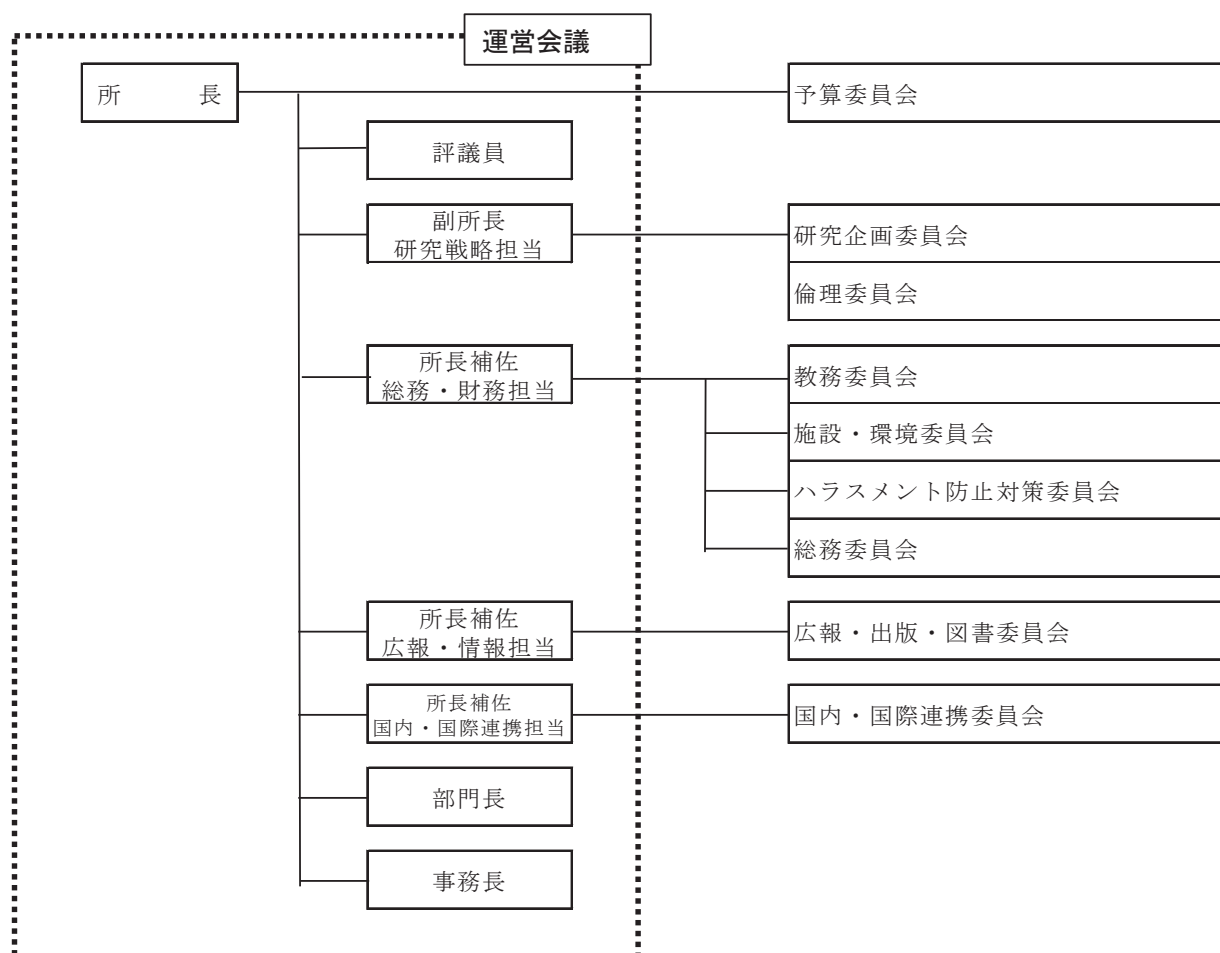 運営会議
所　　長
予算委員会
評議員
副所長
研究戦略担当
研究企画委員会
倫理委員会
所長補佐
総務・財務担当
教務委員会
施設・環境委員会
ハラスメント防止対策委員会
総務委員会
所長補佐
広報・情報担当
広報・出版・図書委員会
所長補佐
国内・国際連携担当
国内・国際連携委員会
部門長
事務長